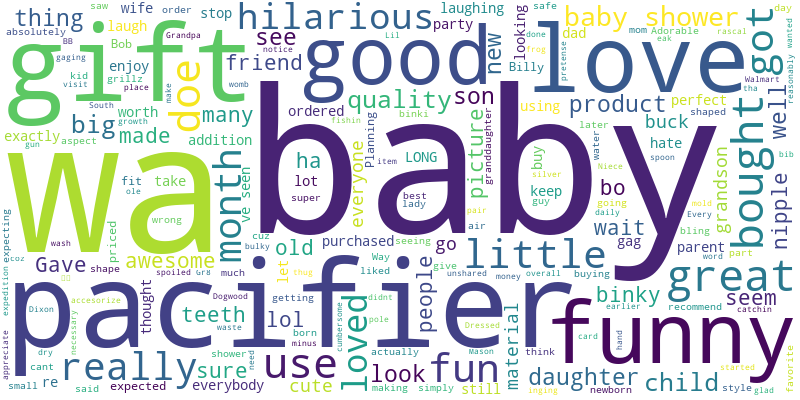 baby
pacifier
gift
wa
good
love
funny
great
little
hilarious
fun
use
really
bought
got
month
child
daughter
loved
doe
quality
product
awesome
baby shower
big
made
many
friend
see
new
son
picture
nipple
well
buck
wait
bo
binky
seem
look
people
teeth
lol
sure
old
ha
Gave
thing
everyone
LONG
grandson
parent
material
cute
everybody
laugh
enjoy
worth
exactly
addition
stop
party
laughing
looking
Billy
Bob
dad
mom
perfect
using
ordered
binki
Planning
granddaughter
hate
keep
buy
gag
go
lot
super
purchased
ve seen
take
fit
priced
shape
thought
expected
re
said
small
let
cuz
bulky
liked
much
spoiled
Gr8
getting
born
minus
shower
need
waste
Dogwood
Dixon
accesorize
necessary
cant
dry
appreciate
expedition
expecting
coz
wash
wrong
ole
gun
aspect
growth
South
place
visit
kid
grillz
gaging
BB
absolutely
saw
wife
order
Grandpa
notice
womb
make
Lil
safe
day
done
frog
pretense
eak
Adorable
rascal
reasonably wanted
Walmart
tha
shaped
later
water
spoon
Niece
silver
guy
item
best
lady
air
pair
fishin
going
daily
mold
Every
bling
word
part
bib
seeing
Way
give
unshared
money
overall
buying
earlier
recommend
catchin
card
hand
started
style
glad
favorite
newborn
think
inging
still
simply
making
Mason
Dressed
actually
didnt
pole
cumbersome
thug